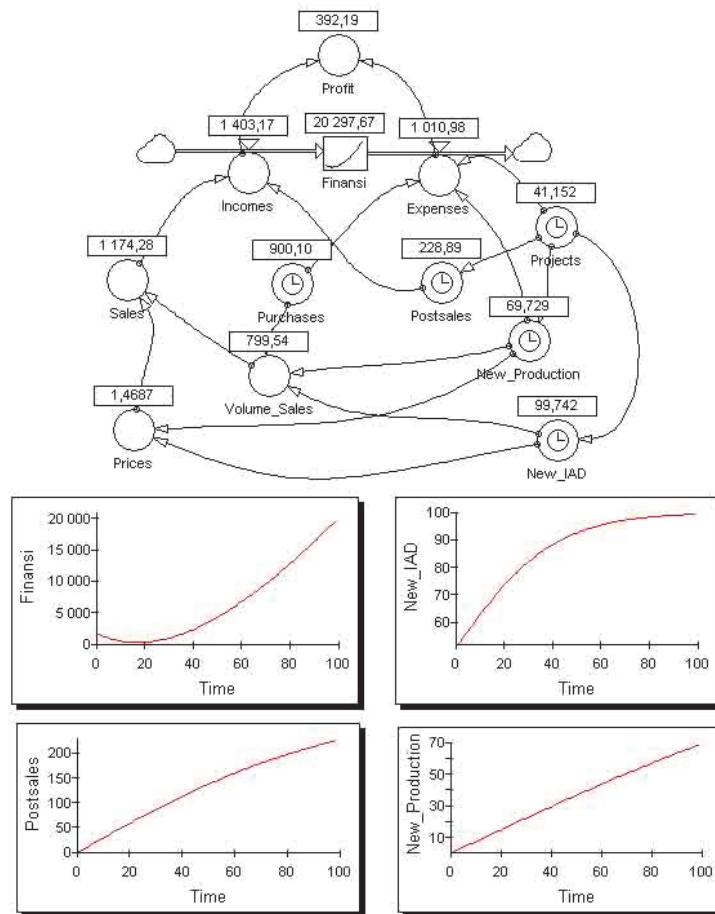 392,19
Profit
1 403,17
20 297,67
1 010,98
Incomes
Finansi
Expenses
41,152
Projects
1 174,28
Sales
900,10
Purchases
228,89
Postsales
69,729
New_Production
799,54
Volume_Sales
1,4687
Prices
99,742
New_IAD
Finansi
20 000
15 000
10 000
5 000
0
0 20 40 60 80 100
Time
New_IAD
100
90
80
70
60
0 20 40 60 80 100
Time
Postsales
200
150
100
50
0
0 20 40 60 80 100
Time
New_Production
70
50
30
10
0 20 40 60 80 100
Time